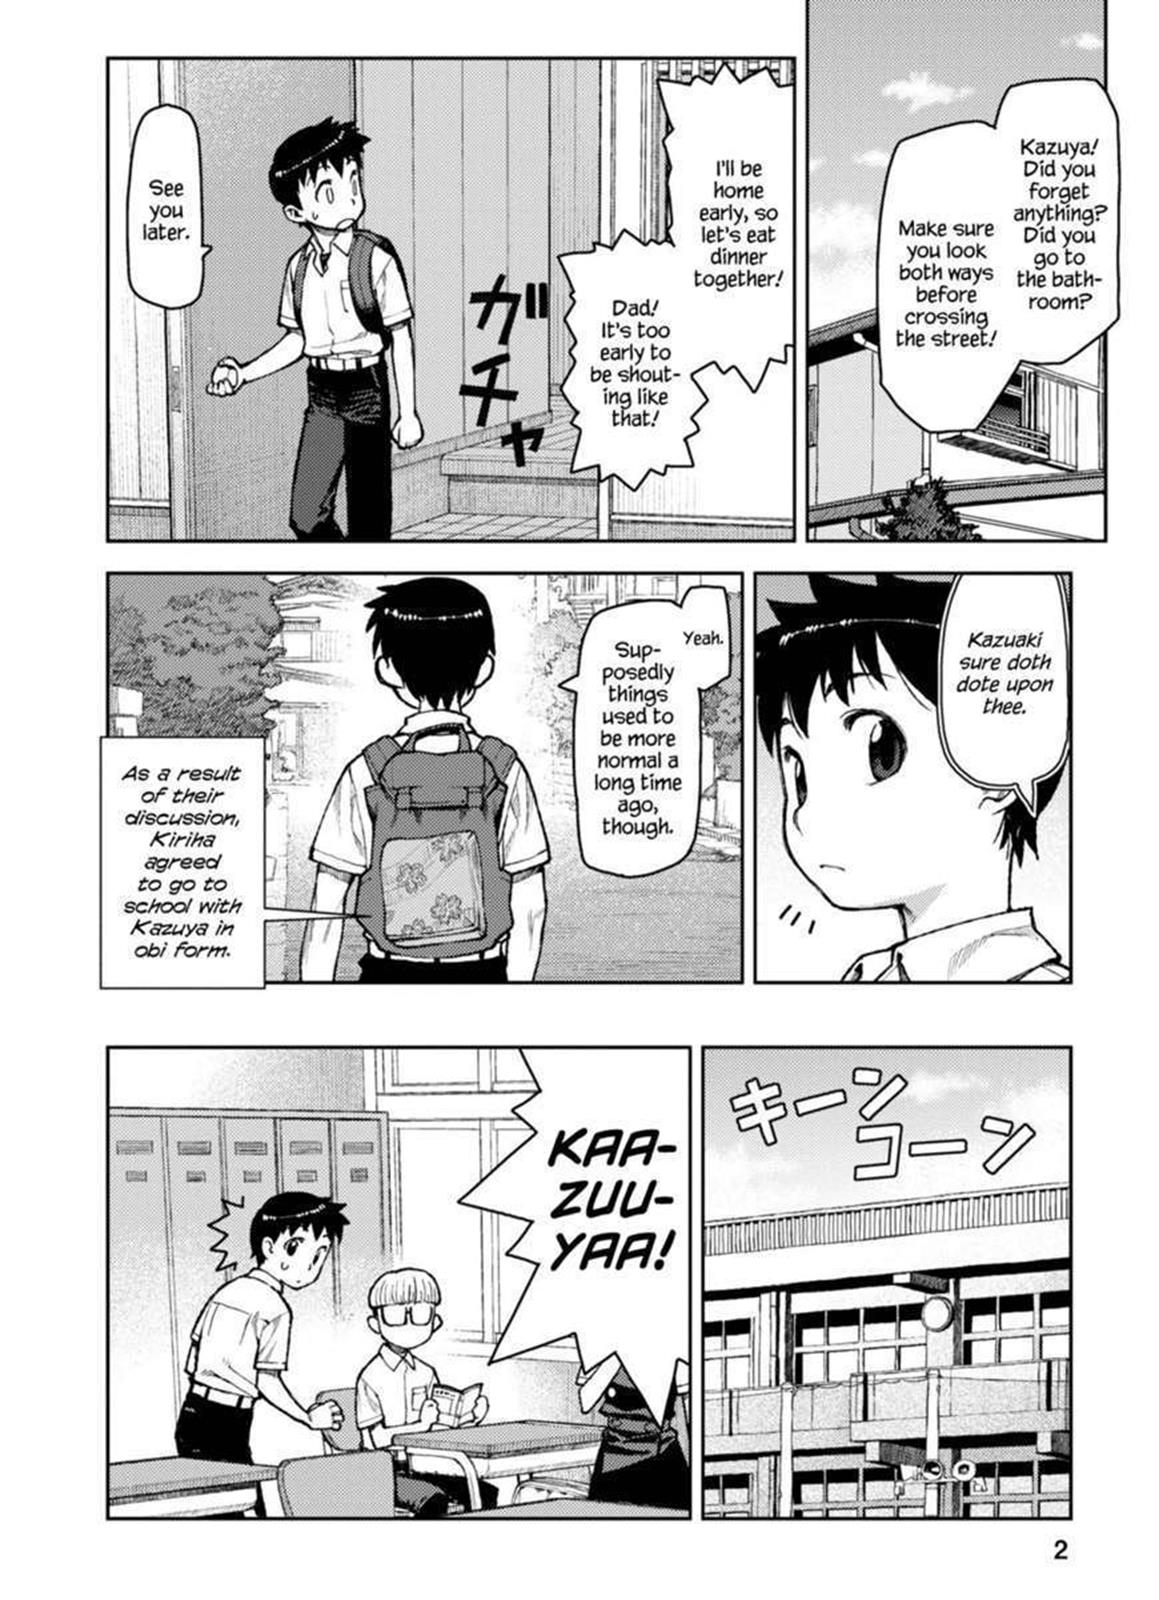 Kazuya!
Did you
forget
anything?
Did you
go to
the bath-
room?
Make sure
you look
both ways
before
crossing
the street!
I'll be
home
early, so
let's eat
dinner
together!
Dad!
It's too
early to
be shout-
ing like
that!
ガチャ
See
you
later.
Kazuaki
sure doth
dote upon
thee.
Yeah.
Sup-
posedly
things
used to
be more
normal a
long time
ago,
though.
As a result
of their
discussion,
Kiriha
agreed
to go to
school with
Kazuya in
obi form.
キーン
コーン
KAA-
ZUU-
YAA!
2